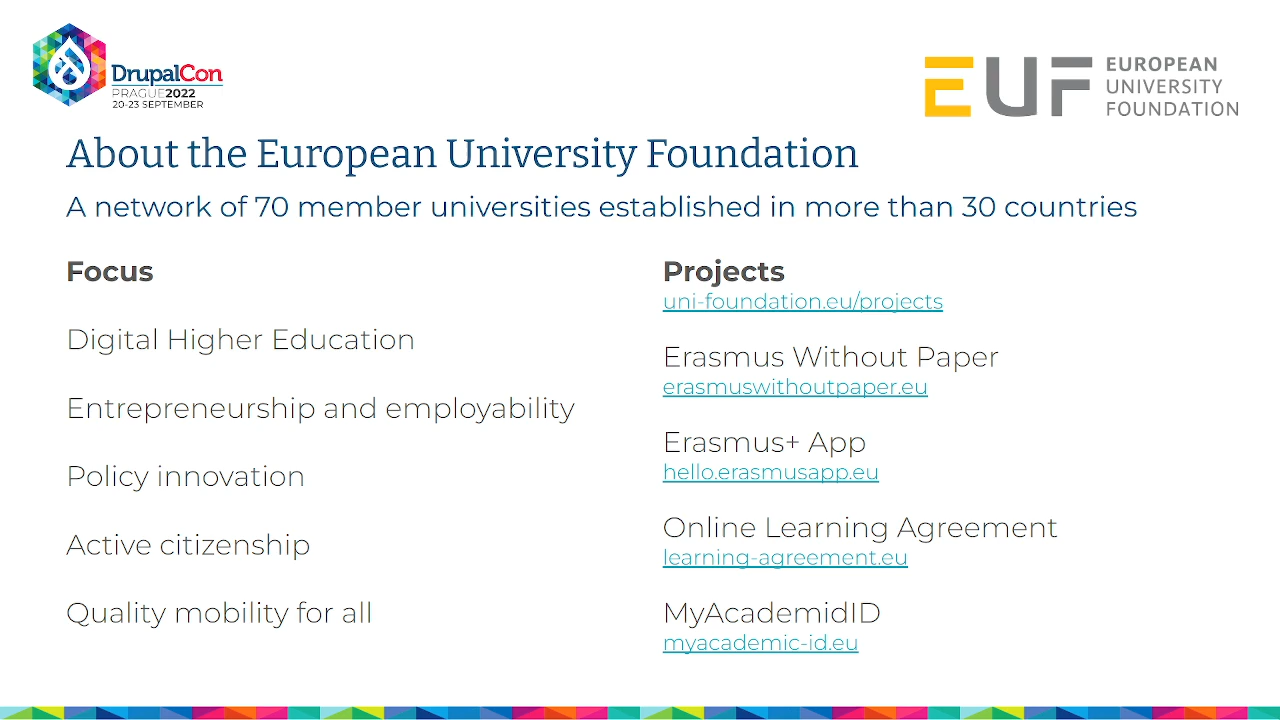 DrupalCon
PRAGUE2022
20-23 SEPTEMBER
EUF
EUROPEAN
UNIVERSITY
FOUNDATION
About the European University Foundation
A network of 70 member universities established in more than 30 countries
Focus
Digital Higher Education
Entrepreneurship and employability
Policy innovation
Active citizenship
Quality mobility for all
Projects
uni-foundation.eu/projects
Erasmus Without Paper
erasmuswithoutpaper.eu
Erasmus+ App
hello.erasmusapp.eu
Online Learning Agreement
learning-agreement.eu
MyAcademidID
myacademic-id.eu